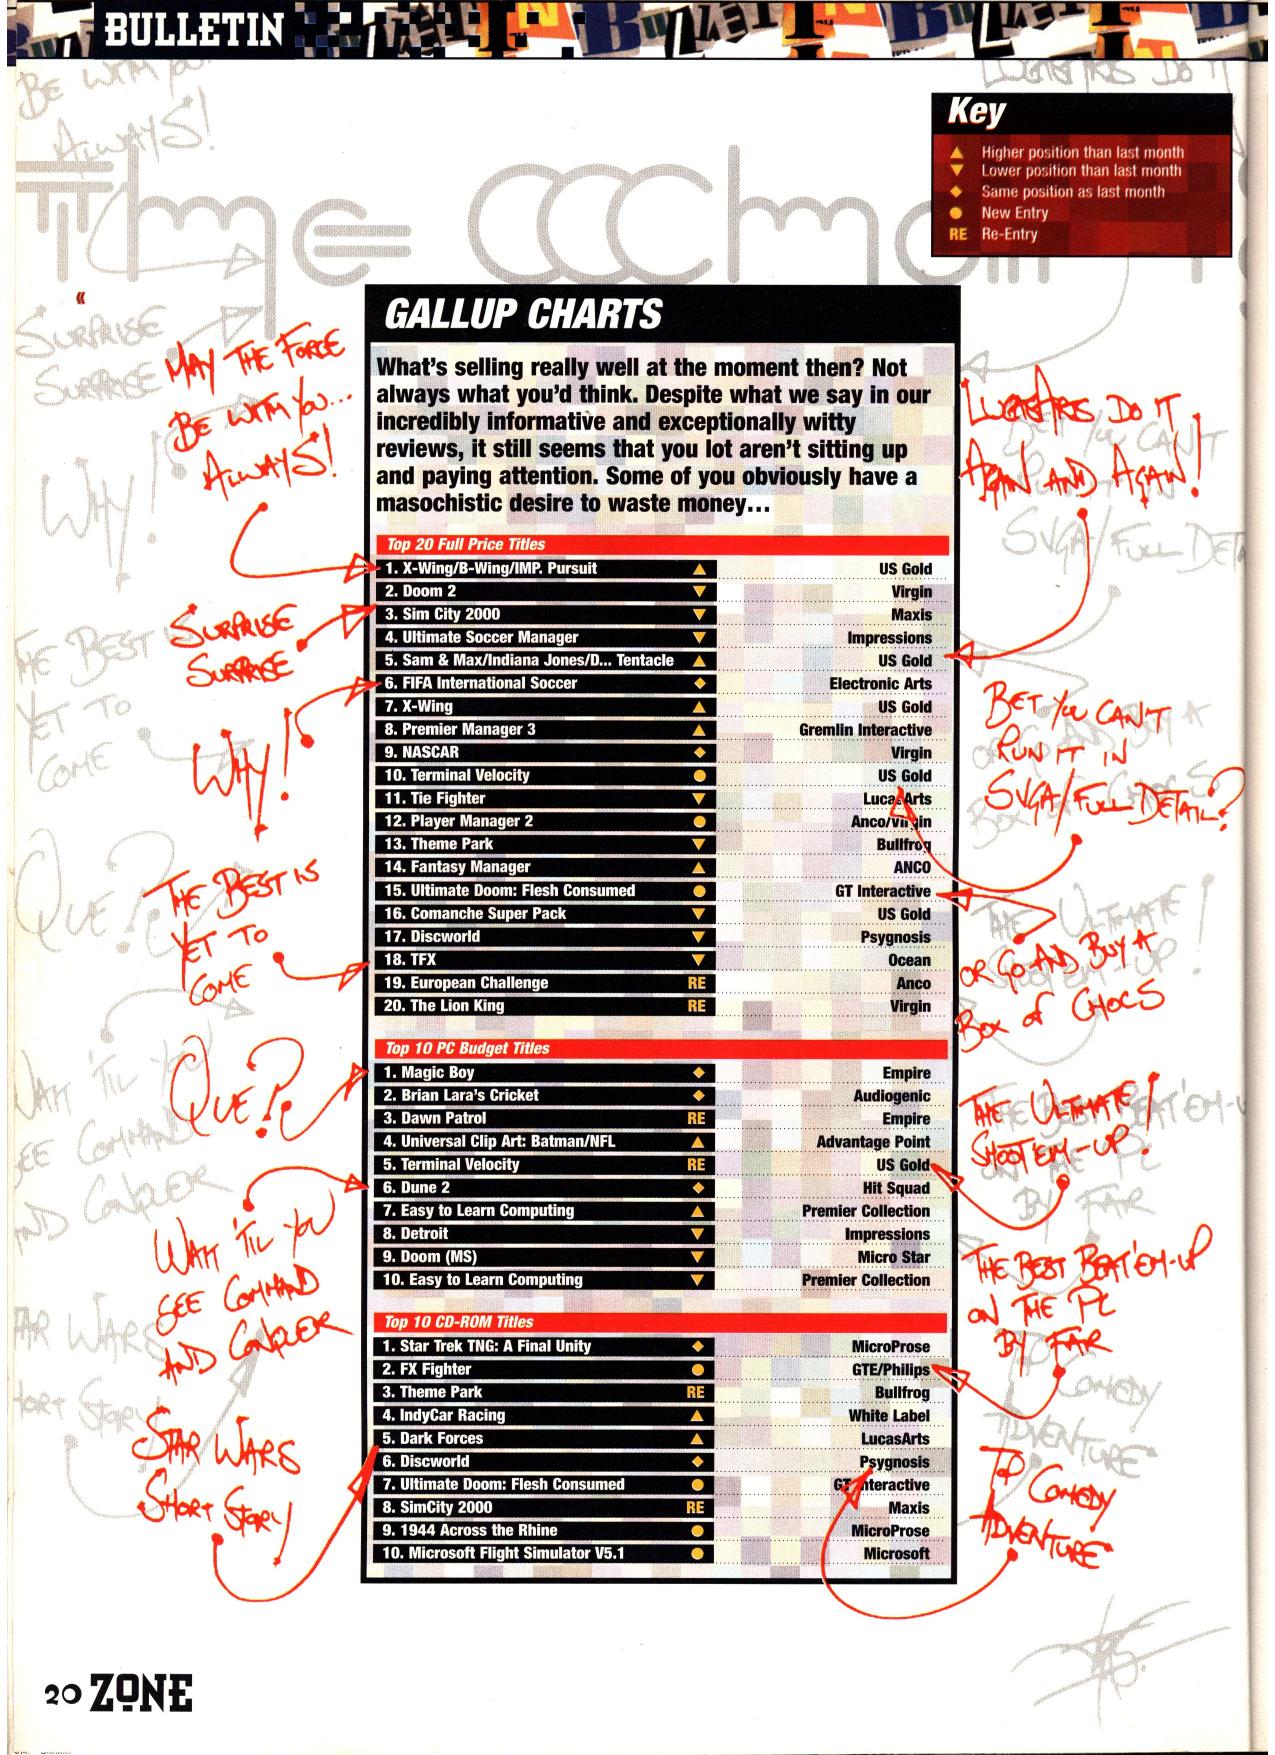 BULLETIN
Key
▲ Higher position than last month
▼ Lower position than last month
◆ Same position as last month
● New Entry
RE Re-Entry
«
GALLUP CHARTS
What's selling really well at the moment then? Not
always what you'd think. Despite what we say in our
incredibly informative and exceptionally witty
reviews, it still seems that you lot aren't sitting up
and paying attention. Some of you obviously have a
masochistic desire to waste money...
Top 20 Full Price Titles
1. X-Wing/B-Wing/IMP. Pursuit ▲ US Gold
2. Doom 2 ▼ Virgin
3. Sim City 2000 ▼ Maxis
4. Ultimate Soccer Manager ▼ Impressions
5. Sam & Max/Indiana Jones/D... Tentacle ▲ US Gold
6. FIFA International Soccer ◆ Electronic Arts
7. X-Wing ▲ US Gold
8. Premier Manager 3 ▲ Gremlin Interactive
9. NASCAR ◆ Virgin
10. Terminal Velocity ● US Gold
11. Tie Fighter ▼ LucasArts
12. Player Manager 2 ● Anco/Virgin
13. Theme Park ▼ Bullfrog
14. Fantasy Manager ▲ ANCO
15. Ultimate Doom: Flesh Consumed ● GT Interactive
16. Comanche Super Pack ▼ US Gold
17. Discworld ▼ Psygnosis
18. TFX ▼ Ocean
19. European Challenge RE Anco
20. The Lion King RE Virgin
Top 10 PC Budget Titles
1. Magic Boy ◆ Empire
2. Brian Lara's Cricket ◆ Audiogenic
3. Dawn Patrol RE Empire
4. Universal Clip Art: Batman/NFL ▲ Advantage Point
5. Terminal Velocity RE US Gold
6. Dune 2 ◆ Hit Squad
7. Easy to Learn Computing ▲ Premier Collection
8. Detroit ▼ Impressions
9. Doom (MS) ▼ Micro Star
10. Easy to Learn Computing ▼ Premier Collection
Top 10 CD-ROM Titles
1. Star Trek TNG: A Final Unity ◆ MicroProse
2. FX Fighter ● GTE/Philips
3. Theme Park RE Bullfrog
4. IndyCar Racing ▲ White Label
5. Dark Forces ▲ LucasArts
6. Discworld ◆ Psygnosis
7. Ultimate Doom: Flesh Consumed ● GT Interactive
8. SimCity 2000 RE Maxis
9. 1944 Across the Rhine ● MicroProse
10. Microsoft Flight Simulator V5.1 ● Microsoft
MAY THE FORCE
BE WITH YOU...
ALWAYS!
SURPRISE
SURPRISE
WHY!
THE BEST IS
YET TO
COME
QUE?
WAIT 'TIL YOU
SEE COMMAND
AND CONQUER
STAR WARS
SHORT STORY
LUCASARTS DO IT
AGAIN AND AGAIN!
BET YOU CAN'T
RUN IT IN
SVGA/FULL DETAIL?
OR GO AND BUY A
BOX OF CHOCS
THE ULTIMATE
SHOOT'EM-UP!
THE BEST BEAT'EM-UP
ON THE PC
BY FAR
TOP COMEDY
ADVENTURE
20 ZONE